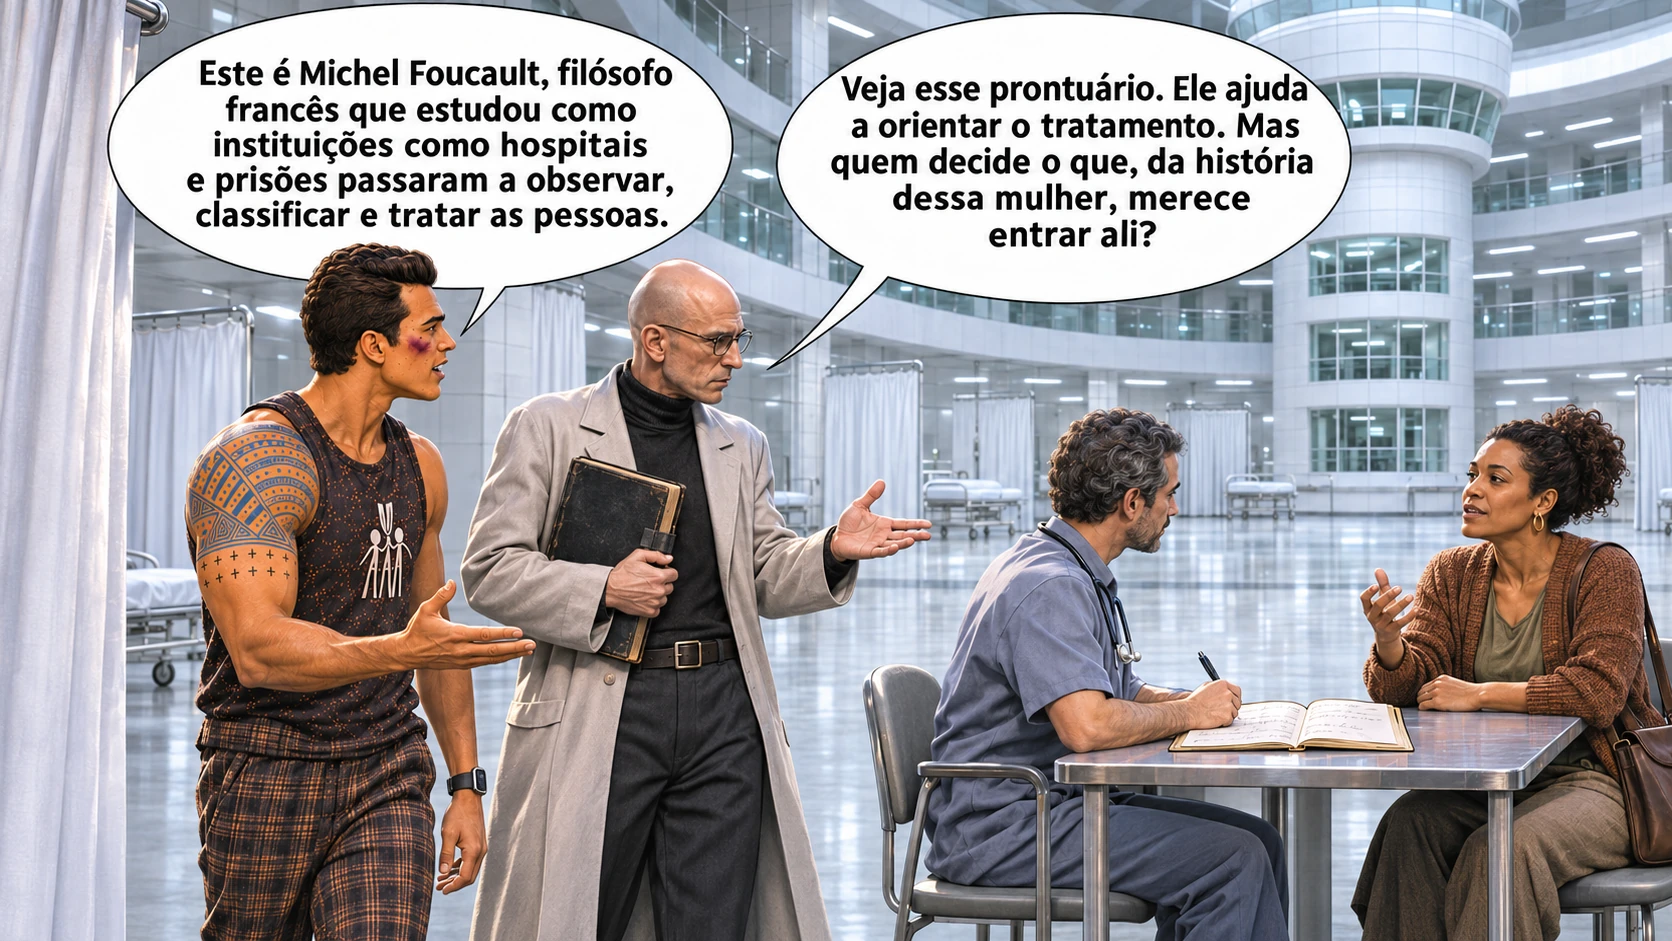 Este é Michel Foucault, filósofo
francês que estudou como
instituições como hospitais
e prisões passaram a observar,
classificar e tratar as pessoas.
Veja esse prontuário. Ele ajuda
a orientar o tratamento. Mas
quem decide o que, da história
dessa mulher, merece
entrar ali?